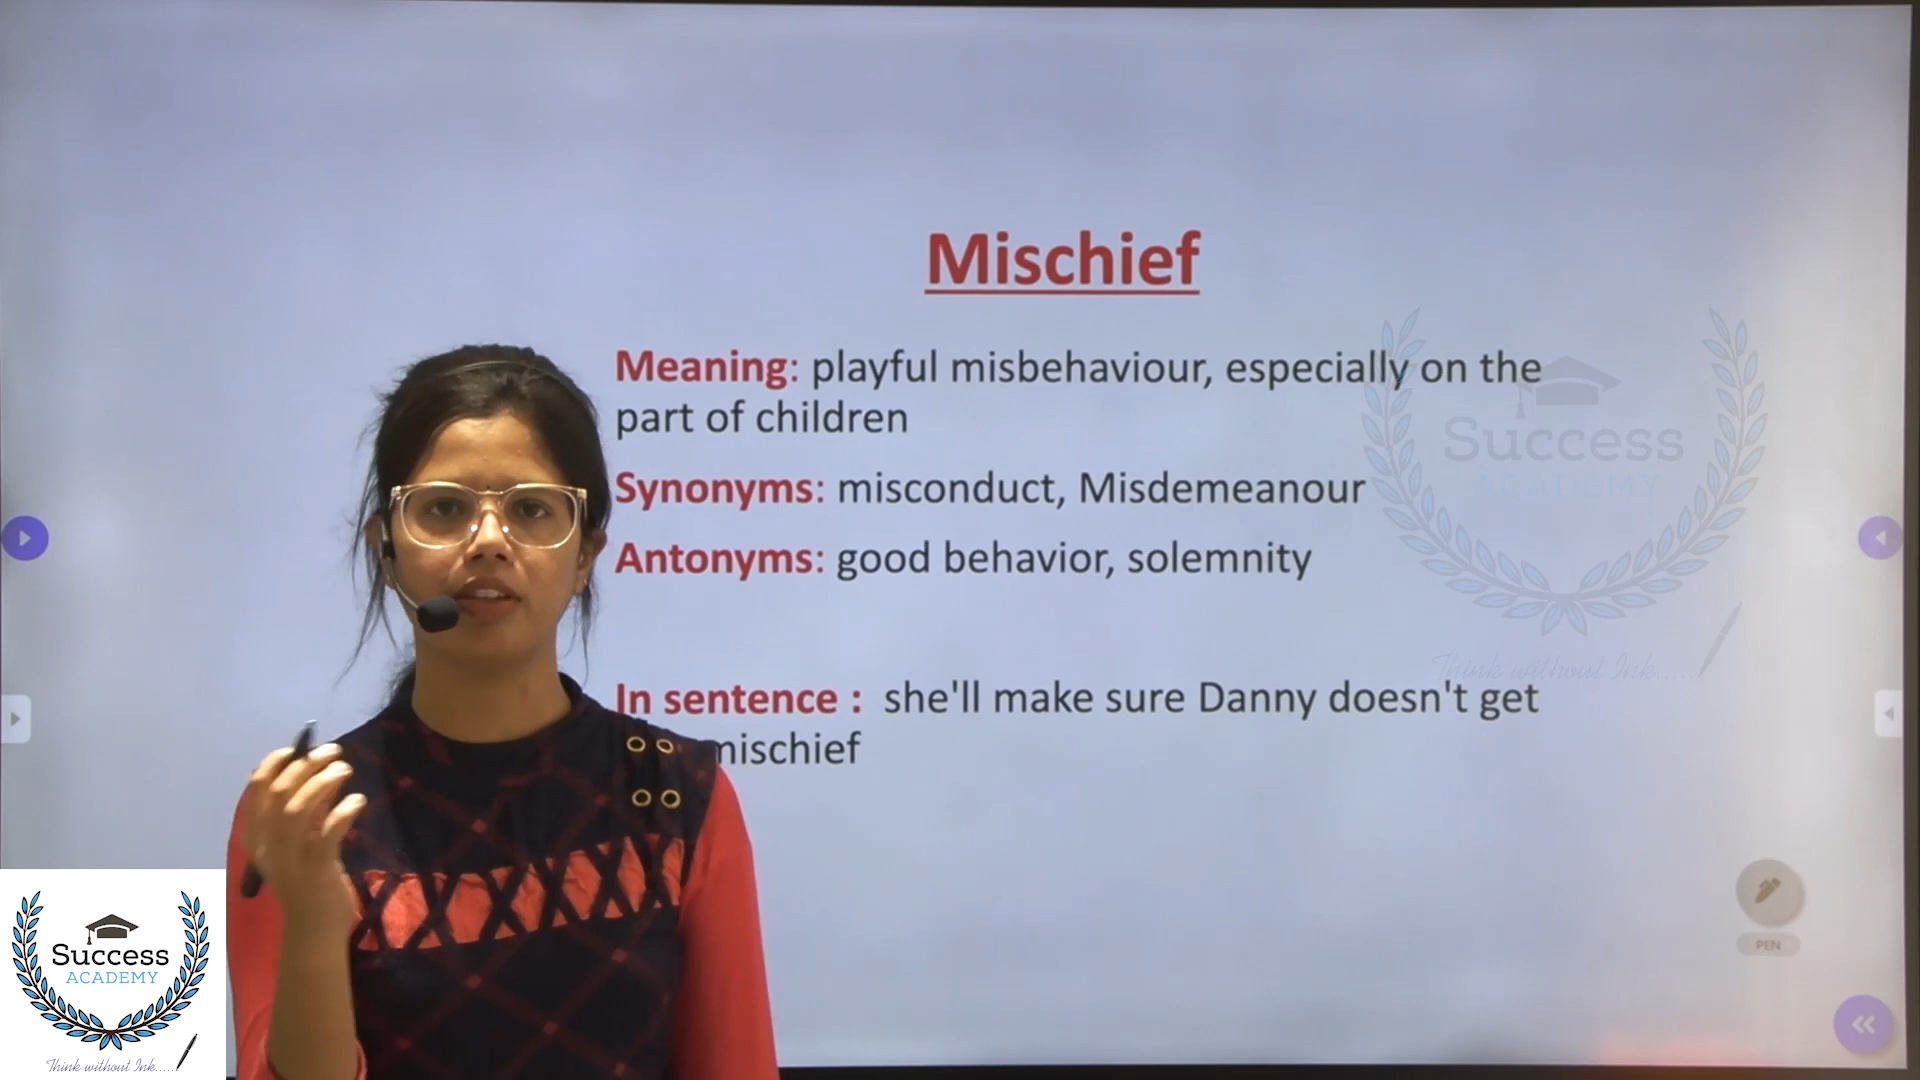 Mischief
Meaning: playful misbehaviour, especially on the
part of children
Synonyms: misconduct, Misdemeanour
Antonyms: good behavior, solemnity
In sentence : she'll make sure Danny doesn't get
mischief
Success
ACADEMY
Think without Ink.....
PEN
Success
ACADEMY
Think without Ink.....